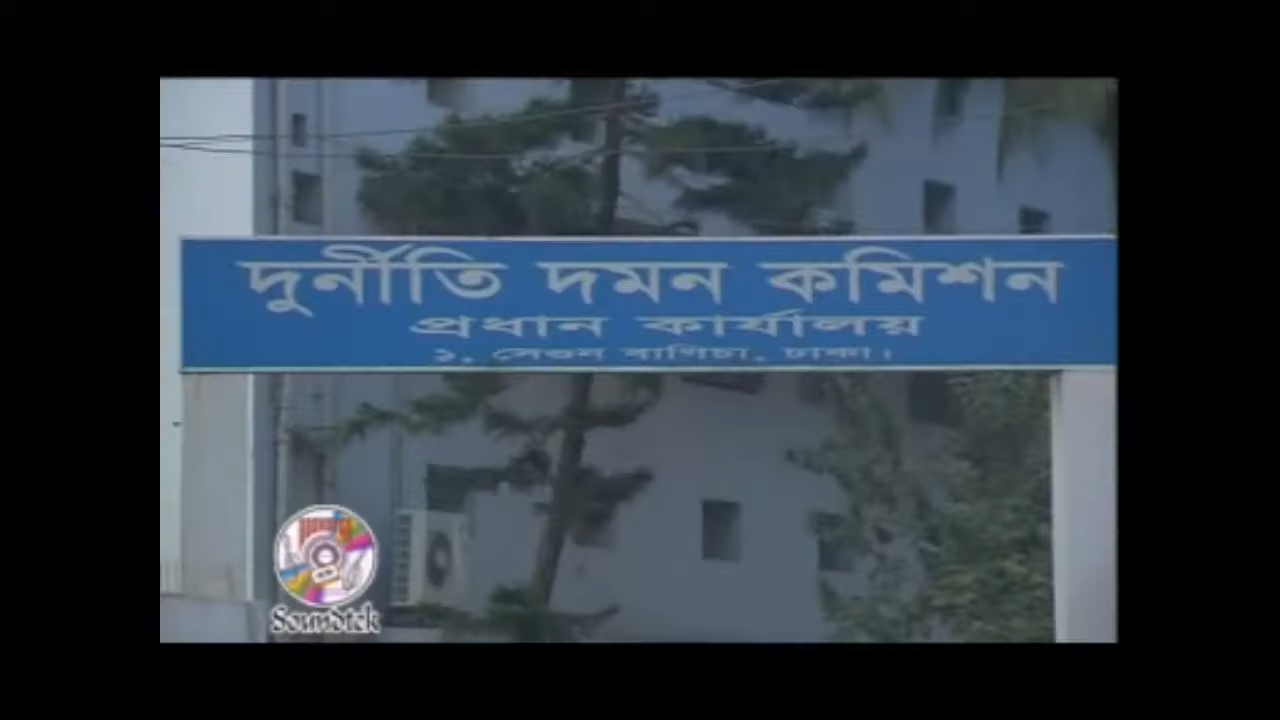 দুর্নীতি দমন কমিশন
প্রধান কার্যালয়
১, সেগুন বাগিচা, ঢাকা।
Soundtek